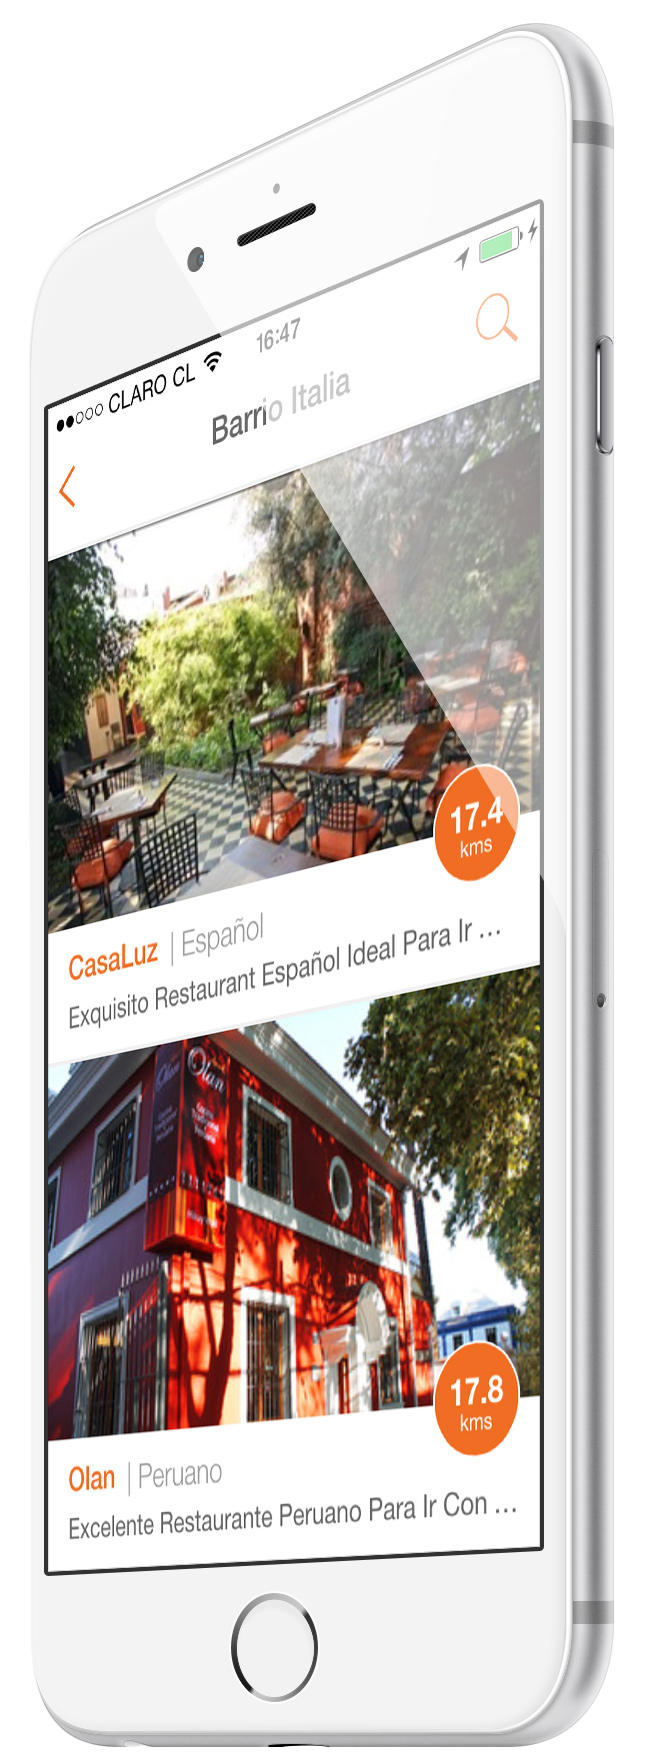 CLARO CL 16:47
Barrio Italia
17.4
kms
CasaLuz | Español
Exquisito Restaurant Español Ideal Para Ir ...
Olan
Olan
17.8
kms
Olan | Peruano
Excelente Restaurante Peruano Para Ir Con ...